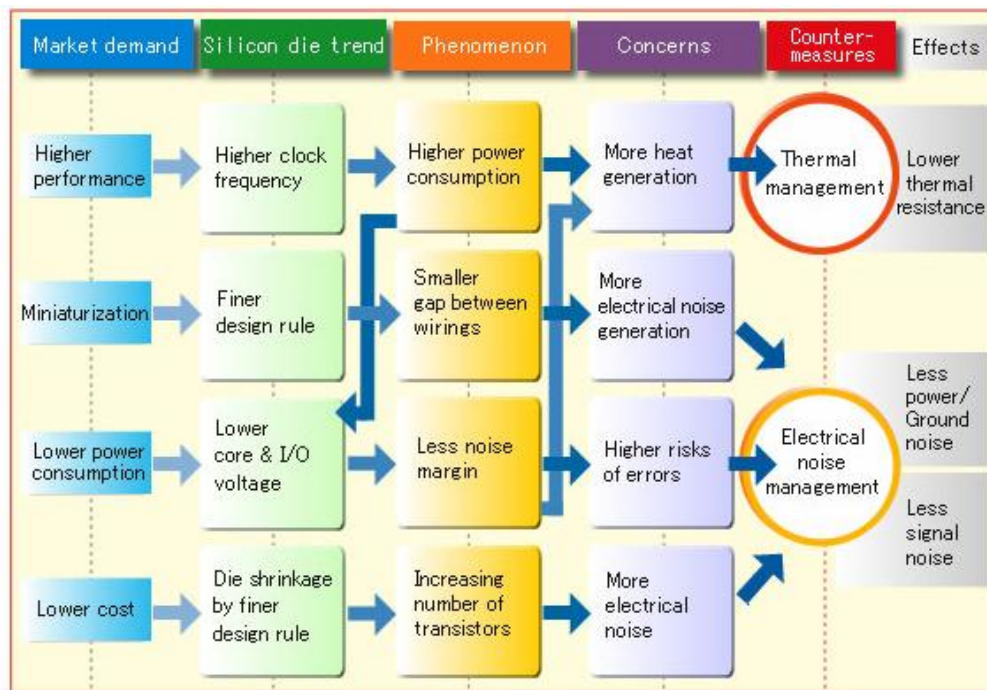 Market demand
Silicon die trend
Phenomenon
Concerns
Counter-
measures
Effects
Higher
performance
Higher clock
frequency
Higher power
consumption
More heat
generation
Thermal
management
Lower
thermal
resistance
Miniaturization
Finer
design rule
Smaller
gap between
wirings
More
electrical noise
generation
Less
power/
Ground
noise
Lower power
consumption
Lower
core & I/O
voltage
Less noise
margin
Higher risks
of errors
Electrical
noise
management
Less
signal
noise
Lower cost
Die shrinkage
by finer
design rule
Increasing
number of
transistors
More
electrical
noise